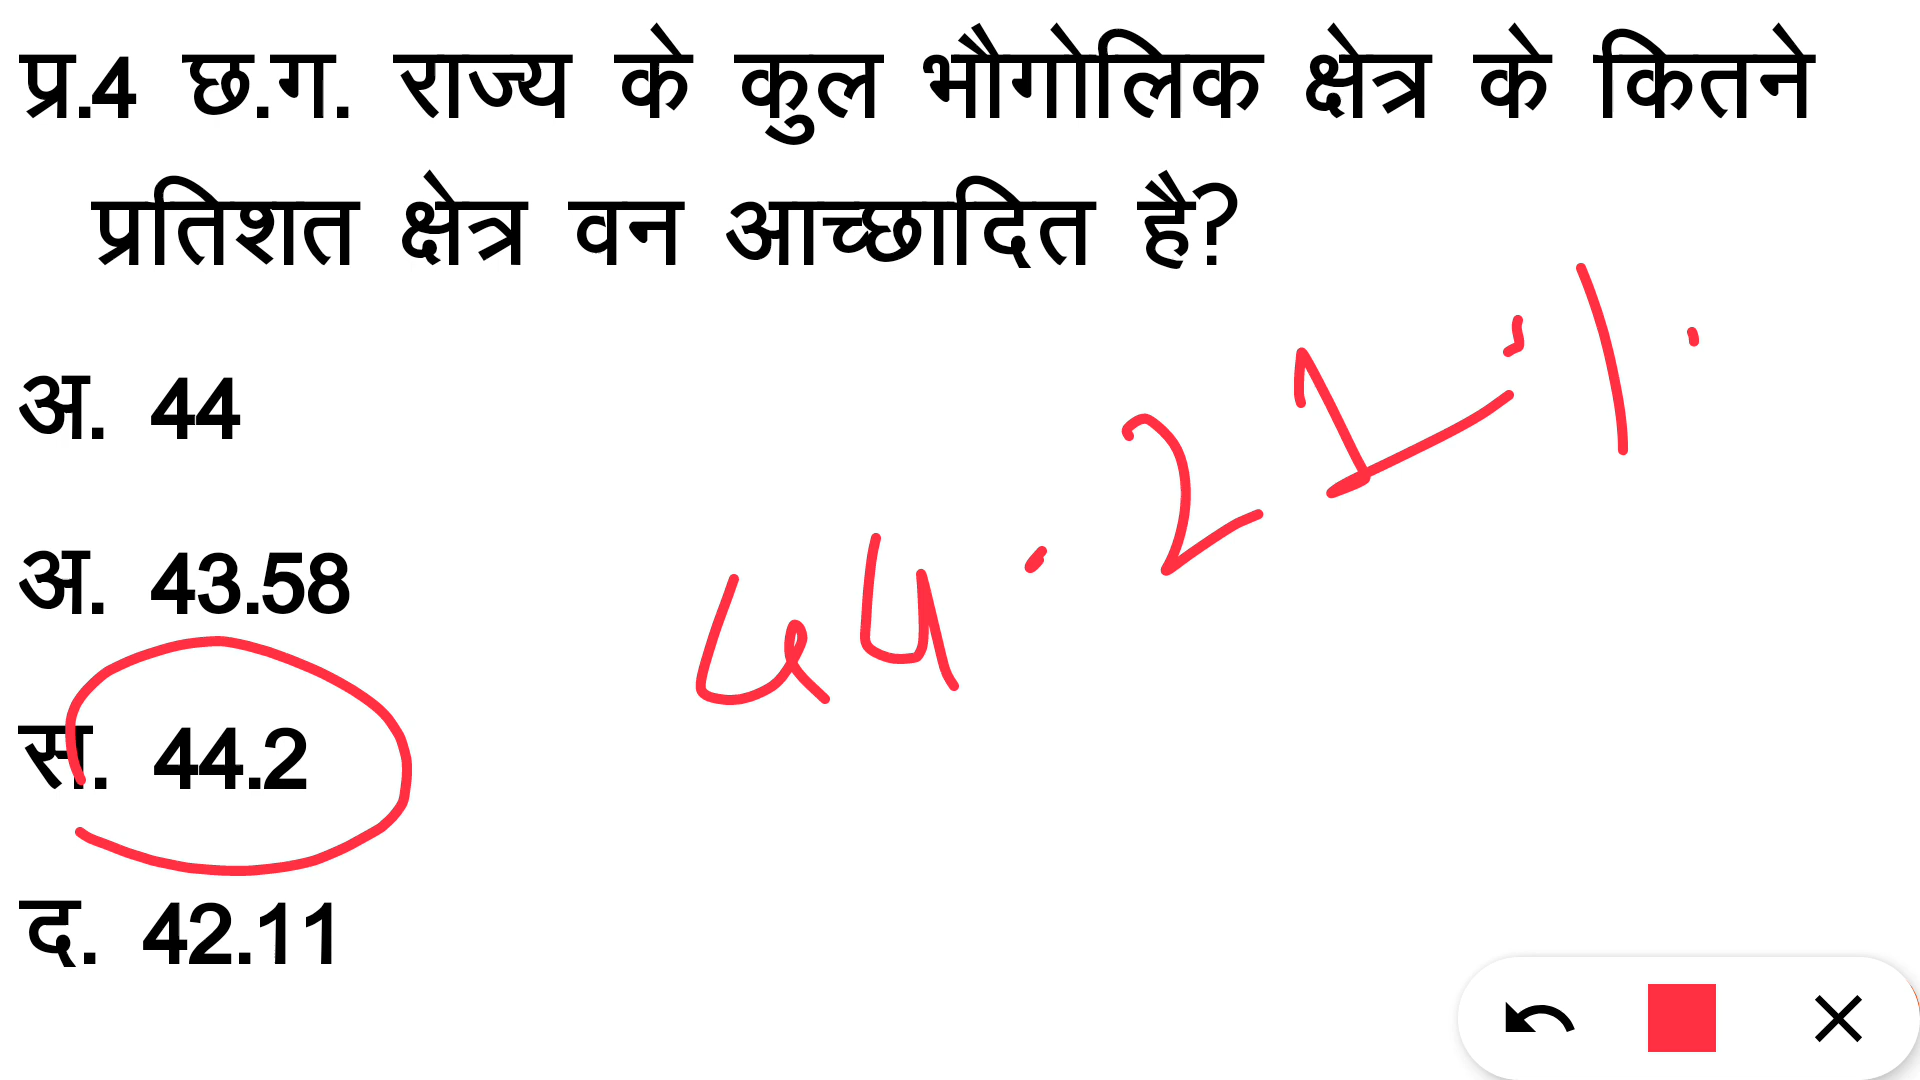 प्र.4 छ.ग. राज्य के कुल भौगोलिक क्षेत्र के कितने
प्रतिशत क्षेत्र वन आच्छादित है?
अ. 44
अ. 43.58
स. 44.2
द. 42.11
44.21%